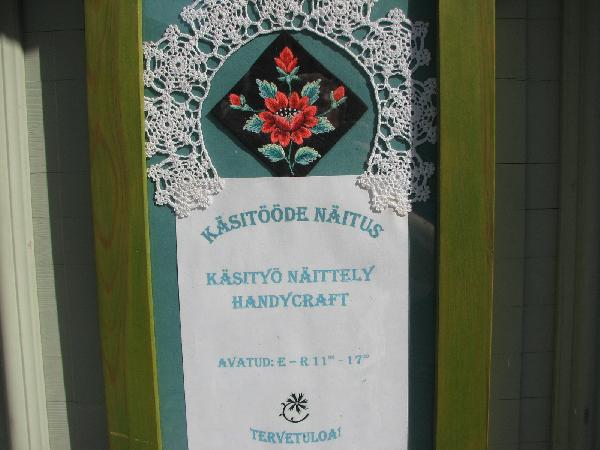 KÄSITÖÖDE NÄITUS
KÄSITYÖ NÄITTELY
HANDYCRAFT
AVATUD: E – R 11⁰⁰ - 17⁰⁰
TERVETULOA!